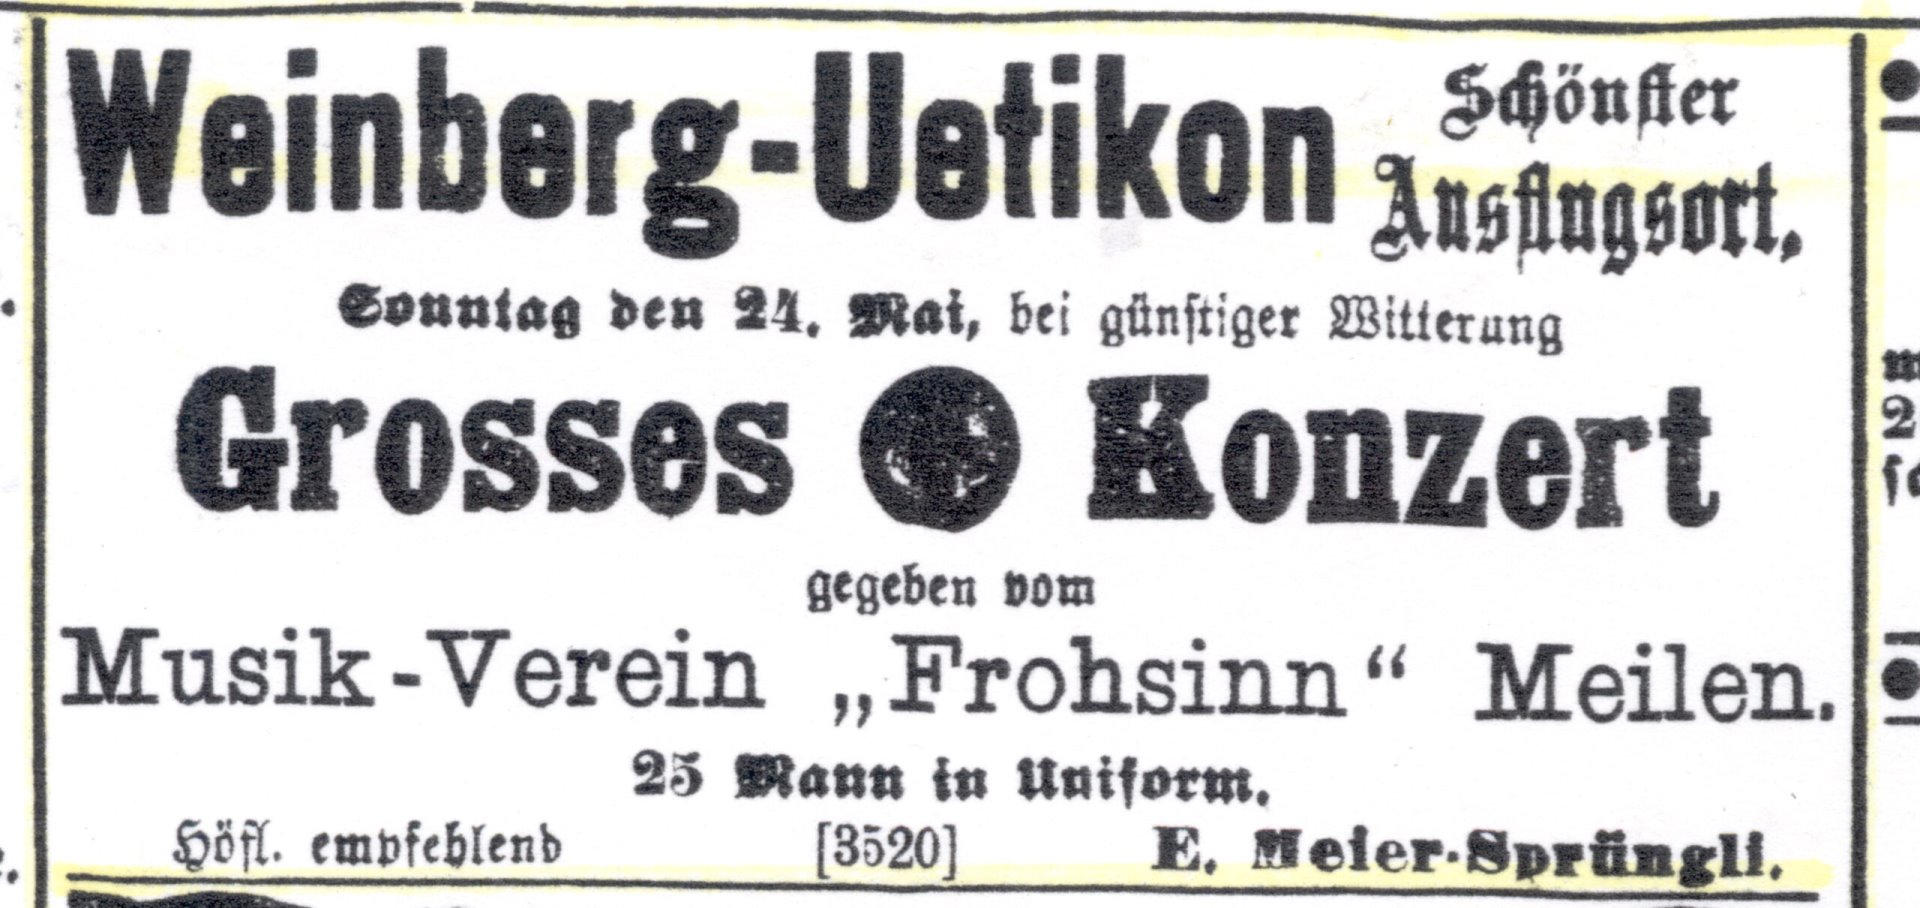 Weinberg-Uetikon
Schönster
Ausflugsort.
Sonntag den 24. Mai, bei günstiger Witterung
Grosses Konzert
gegeben vom
Musik-Verein „Frohsinn“ Meilen.
25 Mann in Uniform.
Höfl. empfehlend [3520] E. Meier-Sprüngli.